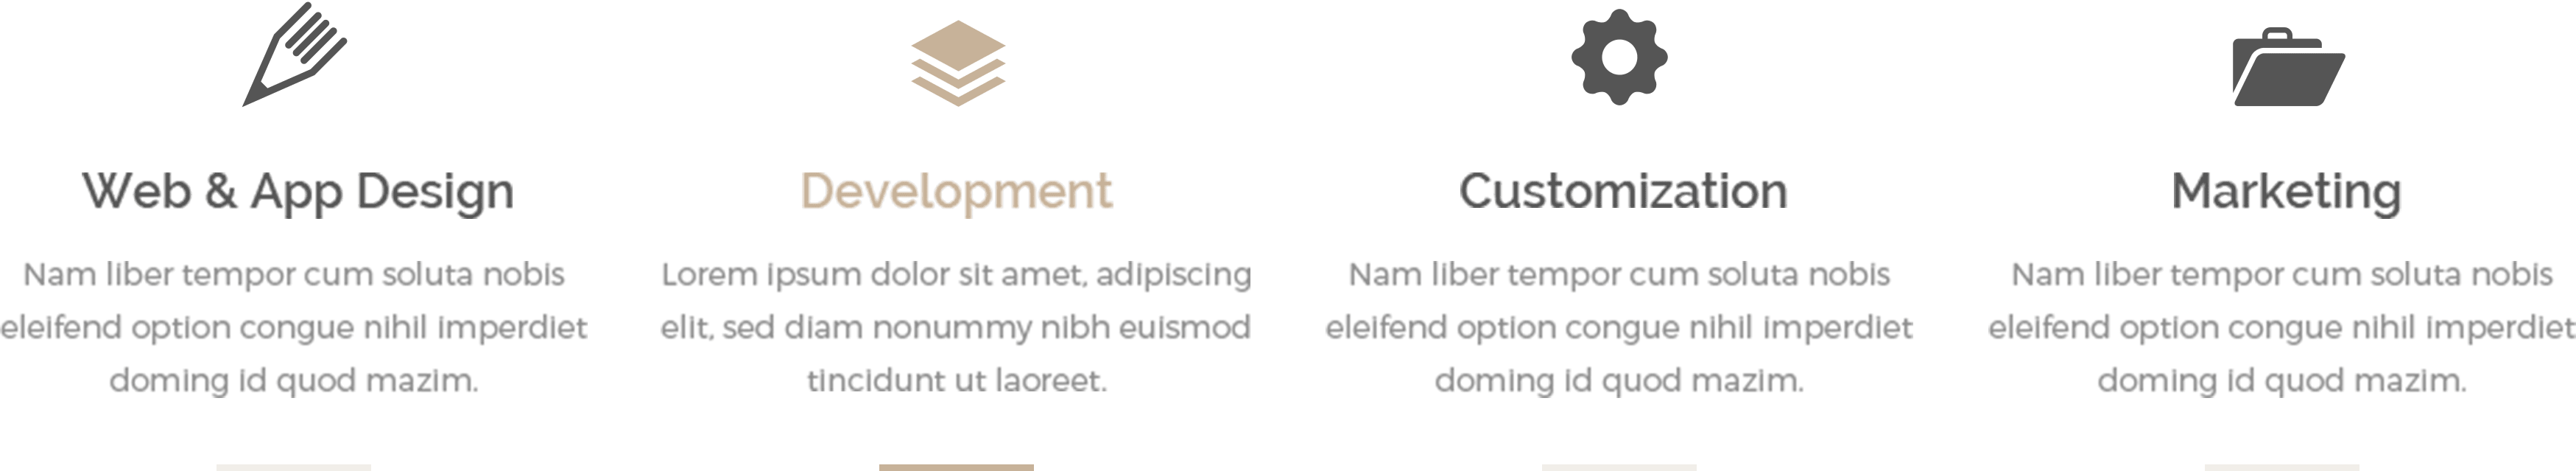 Web & App Design
Nam liber tempor cum soluta nobis
eleifend option congue nihil imperdiet
doming id quod mazim.
Development
Lorem ipsum dolor sit amet, adipiscing
elit, sed diam nonummy nibh euismod
tincidunt ut laoreet.
Customization
Nam liber tempor cum soluta nobis
eleifend option congue nihil imperdiet
doming id quod mazim.
Marketing
Nam liber tempor cum soluta nobis
eleifend option congue nihil imperdiet
doming id quod mazim.